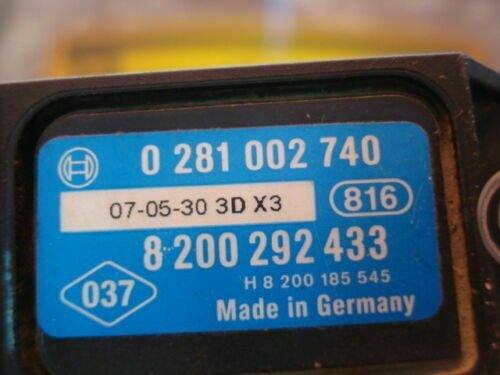 0 281 002 740
07-05-30 3D X3
816
8 200 292 433
H 8 200 185 545
037
Made in Germany